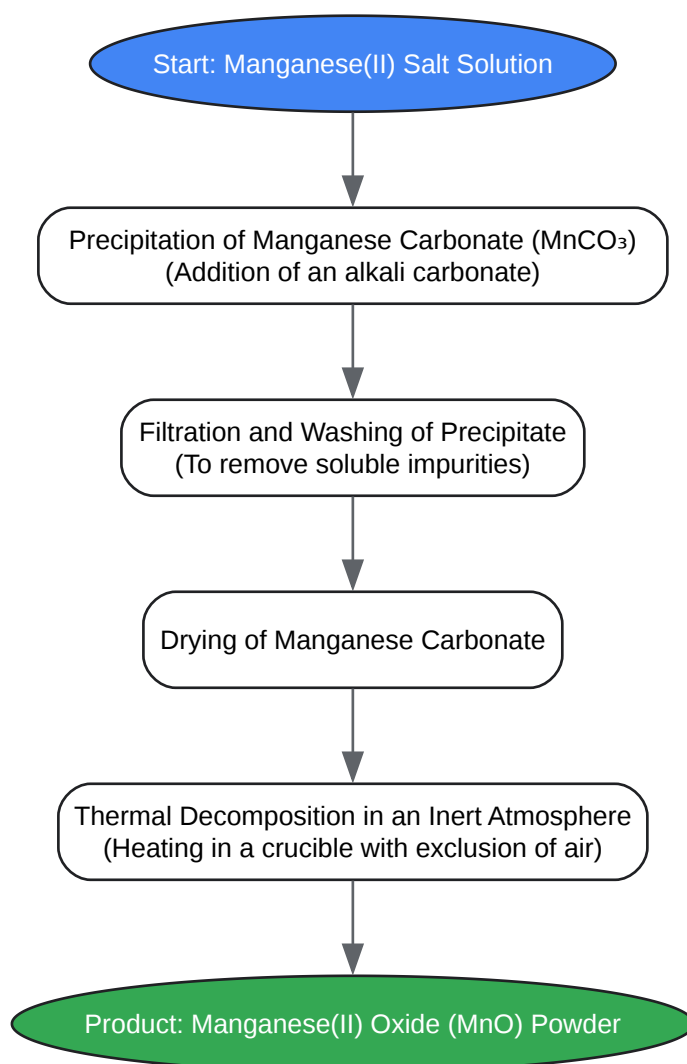 Start: Manganese(II) Salt Solution
Precipitation of Manganese Carbonate (MnCO₃)
(Addition of an alkali carbonate)
Filtration and Washing of Precipitate
(To remove soluble impurities)
Drying of Manganese Carbonate
Thermal Decomposition in an Inert Atmosphere
(Heating in a crucible with exclusion of air)
Product: Manganese(II) Oxide (MnO) Powder